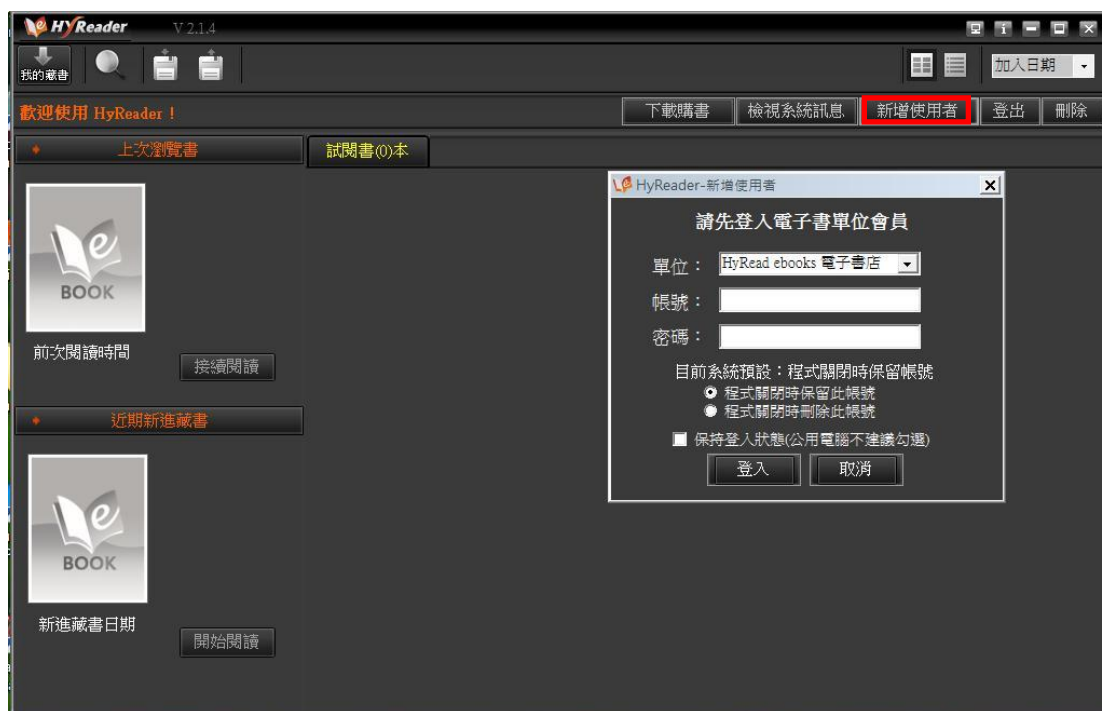 HyReader V 2.1.4
我的藏書
加入日期
歡迎使用 HyReader！
下載購書 檢視系統訊息 新增使用者 登出 刪除
上次瀏覽書
試閱書(0)本
e
BOOK
前次閱讀時間
接續閱讀
近期新進藏書
e
BOOK
新進藏書日期
開始閱讀
HyReader-新增使用者
請先登入電子書單位會員
單位： HyRead ebooks 電子書店
帳號：
密碼：
目前系統預設：程式關閉時保留帳號
程式關閉時保留此帳號
程式關閉時刪除此帳號
保持登入狀態(公用電腦不建議勾選)
登入 取消